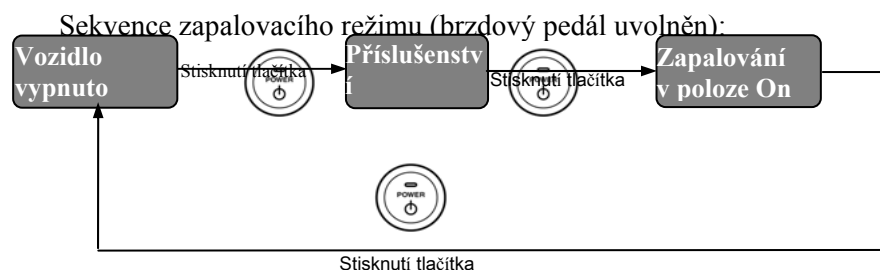 Sekvence zapalovacího režimu (brzdový pedál uvolněn):
Vozidlo
vypnuto
Stisknutí tlačítka
POWER
Příslušenstv
í
Stisknutí tlačítka
POWER
Zapalování
v poloze On
POWER
Stisknutí tlačítka